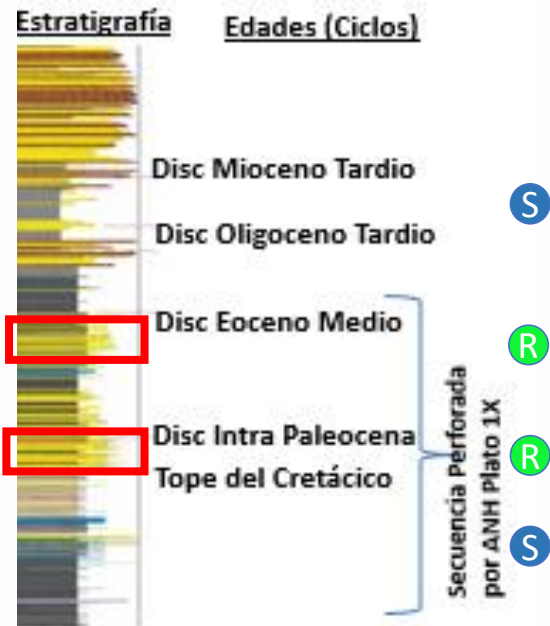 Estratigrafía Edades (Ciclos)
Disc Mioceno Tardio
S
Disc Oligoceno Tardio
Disc Eoceno Medio
R
Disc Intra Paleocena
R
Tope del Cretácico
Secuencia Perforada
por ANH Plato 1X
S